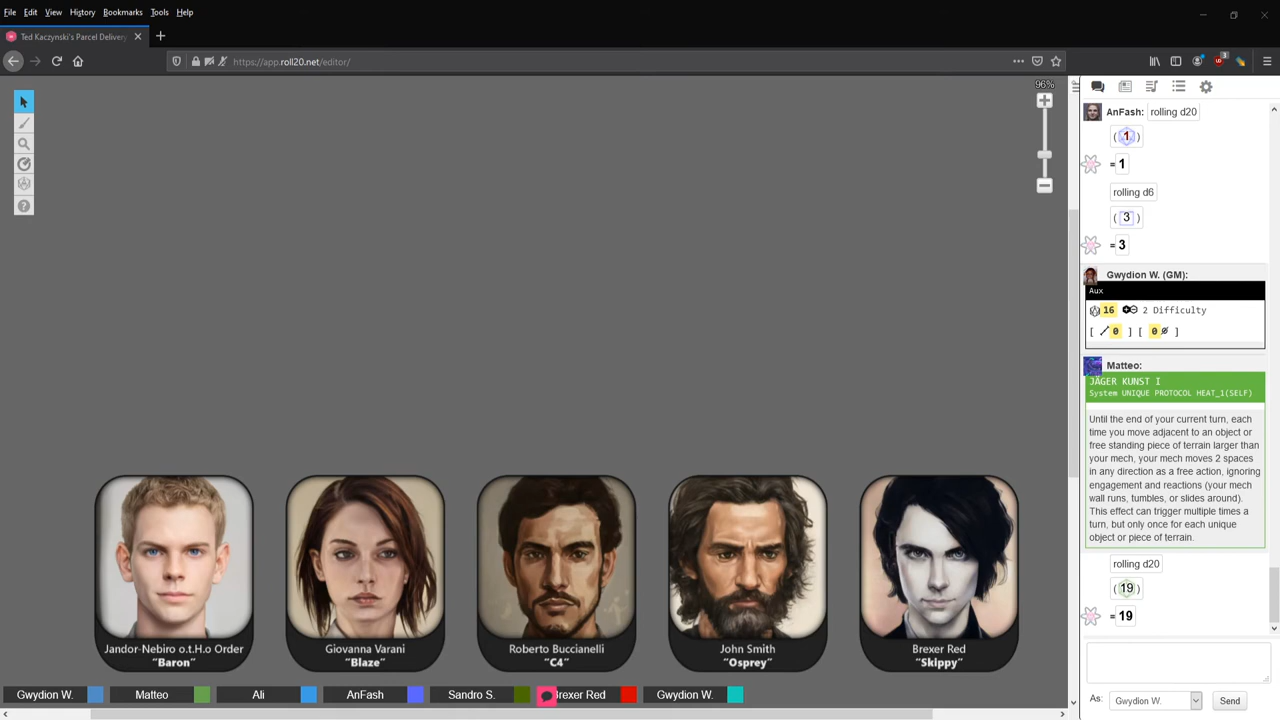 File Edit View History Bookmarks Tools Help
Ted Kaczynski's Parcel Delivery
https://app.roll20.net/editor/
96%
AnFash: rolling d20
(1)
=1
rolling d6
(3)
=3
Gwydion W. (GM):
Aux
16 2 Difficulty
[ 0 ] [ 0 ]
Matteo:
JÄGER KUNST I
System UNIQUE PROTOCOL HEAT_1(SELF)
Until the end of your current turn, each
time you move adjacent to an object or
free standing piece of terrain larger than
your mech, your mech moves 2 spaces
in any direction as a free action, ignoring
engagement and reactions (your mech
wall runs, tumbles, or slides around).
This effect can trigger multiple times a
turn, but only once for each unique
object or piece of terrain.
rolling d20
(19)
=19
Jandor-Nebiro o.t.H.o Order
"Baron"
Giovanna Varani
"Blaze"
Roberto Buccianelli
"C4"
John Smith
"Osprey"
Brexer Red
"Skippy"
Gwydion W. Matteo Ali AnFash Sandro S. Brexer Red Gwydion W.
As: Gwydion W. Send